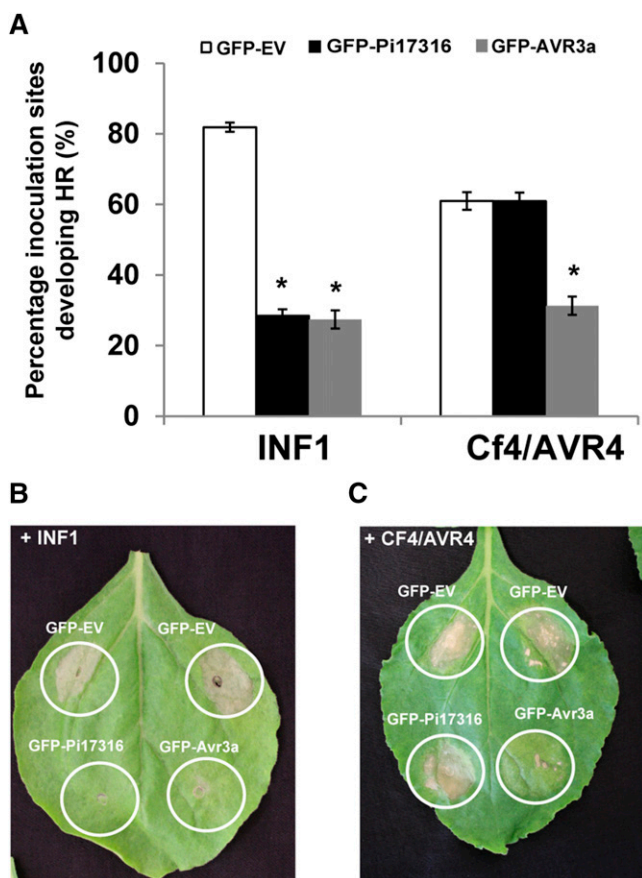 A
GFP-EV GFP-Pi17316 GFP-AVR3a
Percentage inoculation sites
developing HR (%)
100
80
60
40
20
0
* * *
INF1 Cf4/AVR4
B
+ INF1
GFP-EV GFP-EV
GFP-Pi17316 GFP-Avr3a
C
+ CF4/AVR4
GFP-EV GFP-EV
GFP-Pi17316 GFP-Avr3a